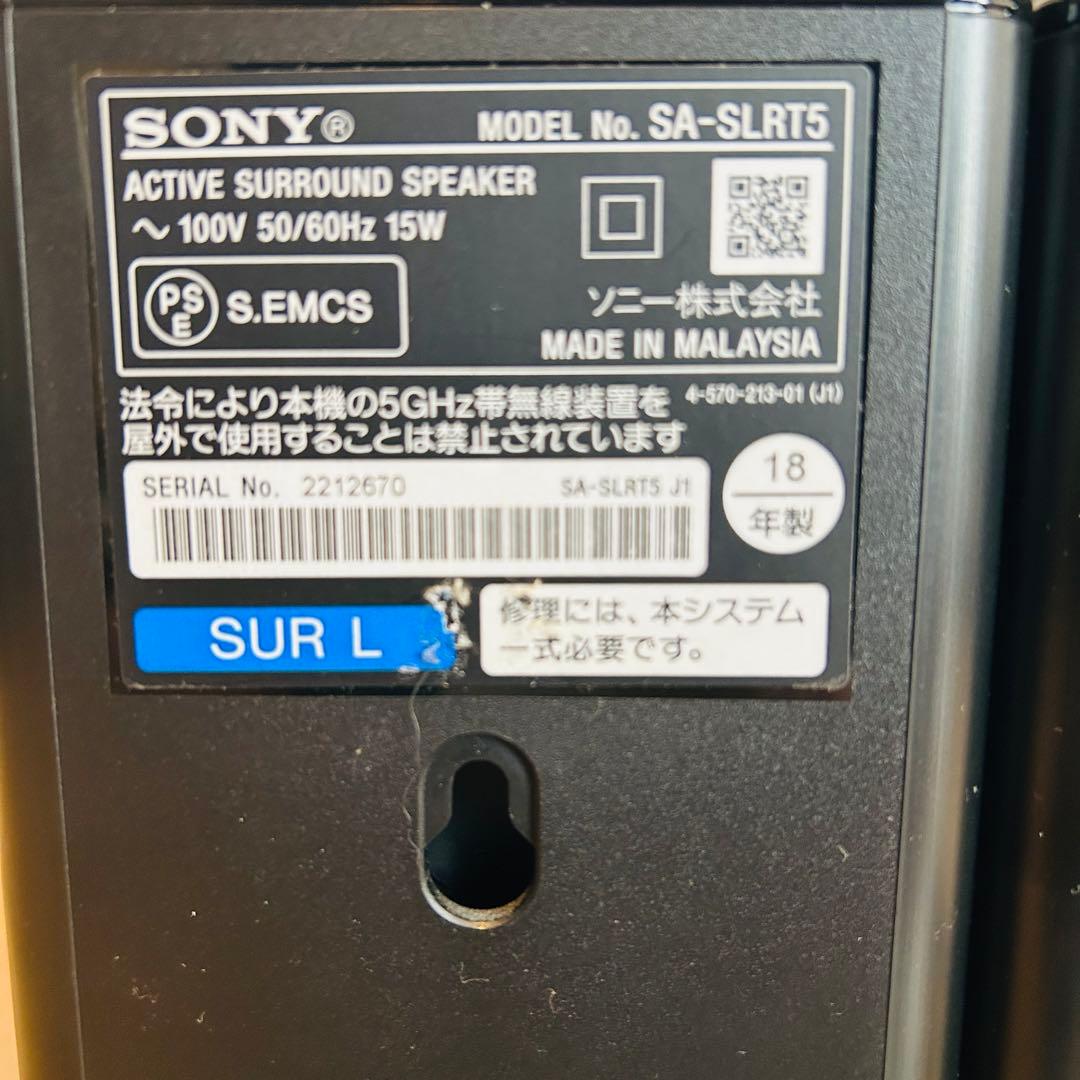 SONY®
MODEL No. SA-SLRT5
ACTIVE SURROUND SPEAKER
～ 100V 50/60Hz 15W
PSE S.EMCS
ソニー株式会社
MADE IN MALAYSIA
法令により本機の5GHz帯無線装置を
屋外で使用することは禁止されています
4-570-213-01 (J1)
SERIAL No. 2212670 SA-SLRT5 J1
18
年製
SUR L
修理には、本システム
一式必要です。